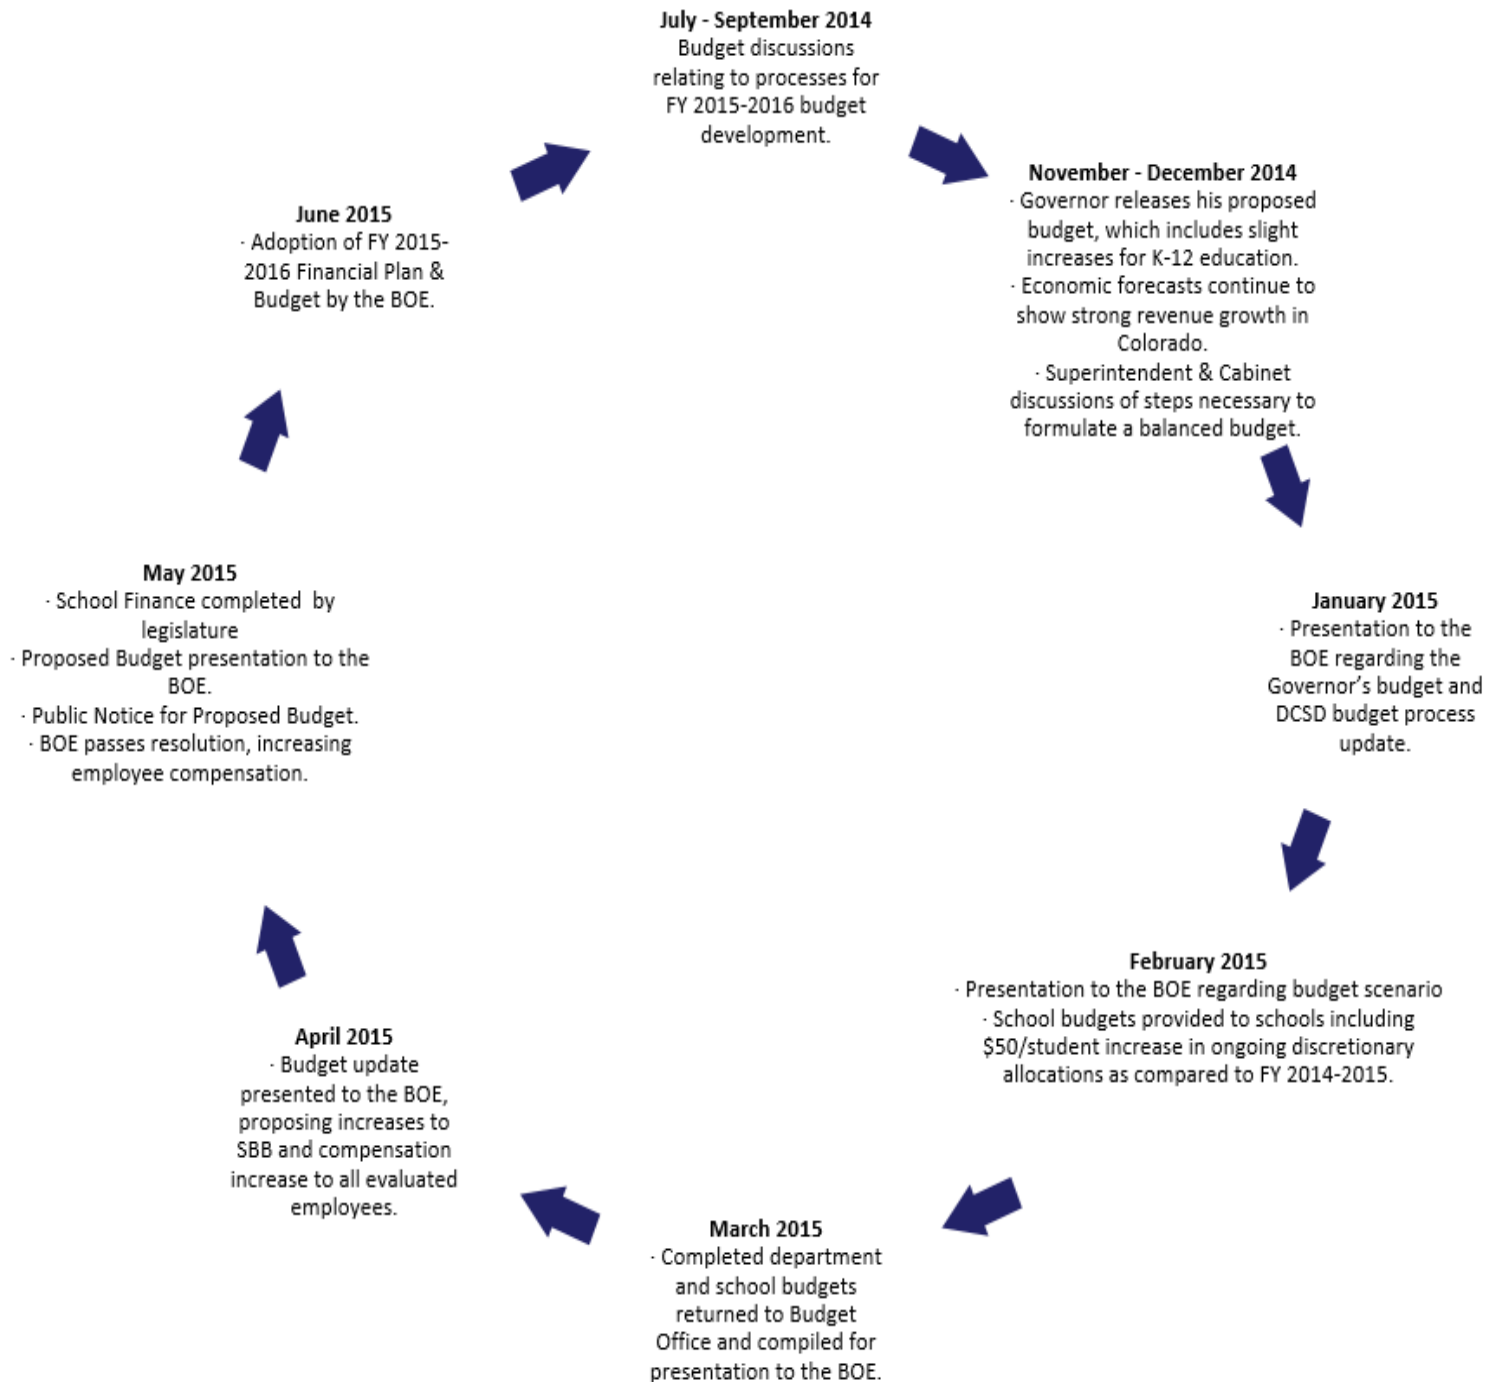 July - September 2014
Budget discussions
relating to processes for
FY 2015-2016 budget
development.
November - December 2014
· Governor releases his proposed
budget, which includes slight
increases for K-12 education.
· Economic forecasts continue to
show strong revenue growth in
Colorado.
· Superintendent & Cabinet
discussions of steps necessary to
formulate a balanced budget.
January 2015
· Presentation to the
BOE regarding the
Governor’s budget and
DCSD budget process
update.
February 2015
· Presentation to the BOE regarding budget scenario
· School budgets provided to schools including
$50/student increase in ongoing discretionary
allocations as compared to FY 2014-2015.
March 2015
· Completed department
and school budgets
returned to Budget
Office and compiled for
presentation to the BOE.
April 2015
· Budget update
presented to the BOE,
proposing increases to
SBB and compensation
increase to all evaluated
employees.
May 2015
· School Finance completed  by
legislature
· Proposed Budget presentation to the
BOE.
· Public Notice for Proposed Budget.
· BOE passes resolution, increasing
employee compensation.
June 2015
· Adoption of FY 2015-
2016 Financial Plan &
Budget by the BOE.